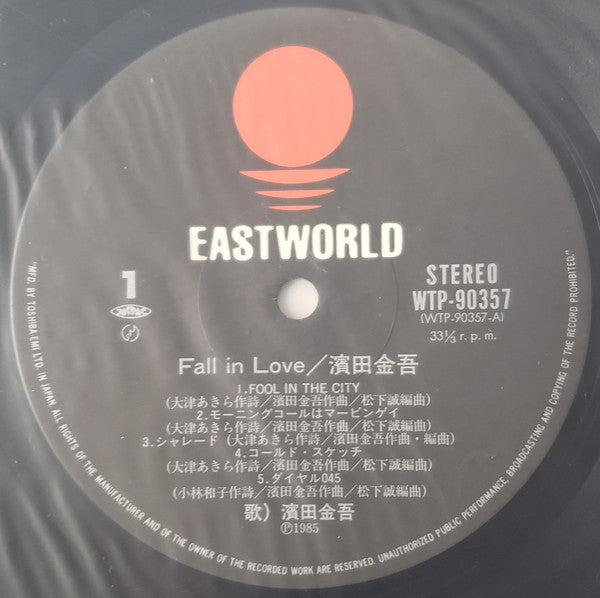 EASTWORLD
1
JASRAC
STEREO
WTP-90357
(WTP-90357-A)
33⅓ r.p.m.
Fall in Love／濱田金吾
1.FOOL IN THE CITY
(大津あきら作詩／濱田金吾作曲／松下誠編曲)
2.モーニングコールはマービンゲイ
(大津あきら作詩／濱田金吾作曲／松下誠編曲)
3.シャレード (大津あきら作詩／濱田金吾作曲・編曲)
4.コールド・スケッチ
(大津あきら作詩／濱田金吾作曲／松下誠編曲)
5.ダイヤル045
(小林和子作詩／濱田金吾作曲／松下誠編曲)
歌）濱田金吾
Ⓟ1985
"MFD. BY TOSHIBA EMI LTD. IN JAPAN ALL RIGHTS OF THE MANUFACTURER AND OF THE OWNER OF THE RECORDED WORK ARE RESERVED. UNAUTHORIZED PUBLIC PERFORMANCE, BROADCASTING AND COPYING OF THE RECORD PROHIBITED."